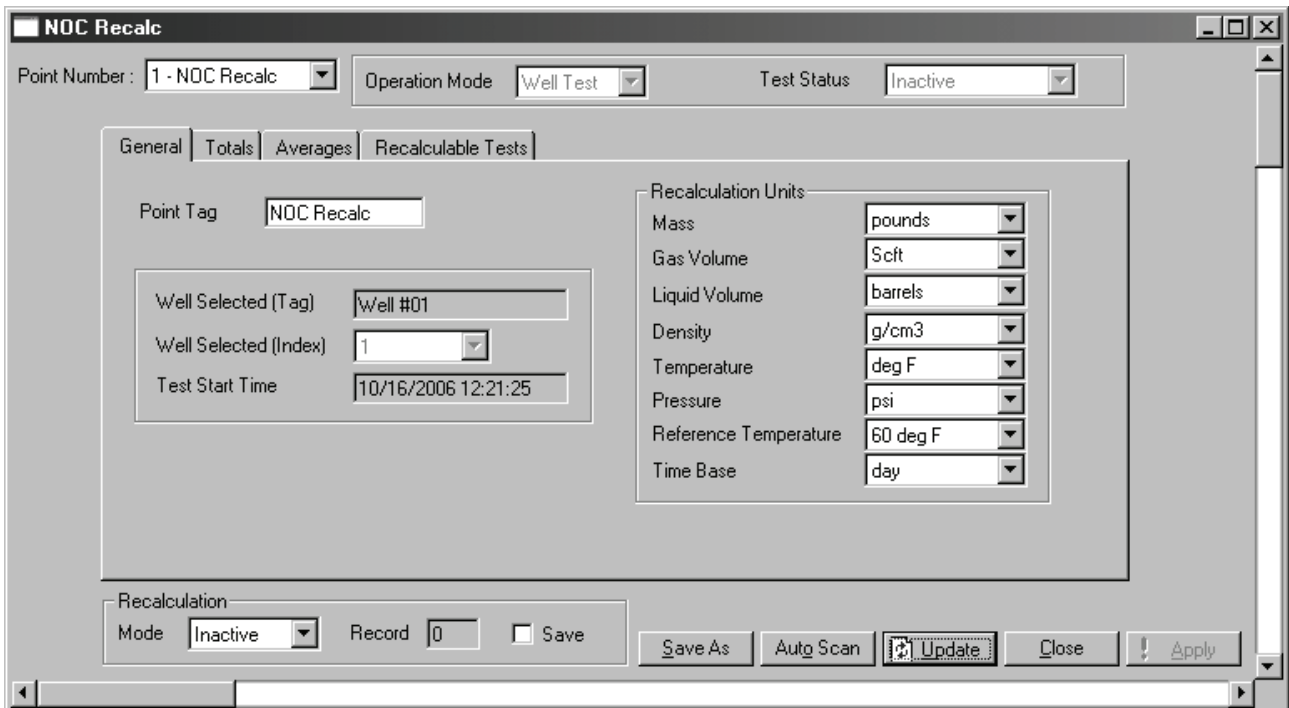 NOC Recalc
Point Number : 1 - NOC Recalc Operation Mode Well Test Test Status Inactive
General Totals Averages Recalculable Tests
Point Tag NOC Recalc
Well Selected (Tag) Well #01
Well Selected (Index) 1
Test Start Time 10/16/2006 12:21:25
Recalculation Units
Mass pounds
Gas Volume Scft
Liquid Volume barrels
Density g/cm3
Temperature deg F
Pressure psi
Reference Temperature 60 deg F
Time Base day
Recalculation
Mode Inactive Record 0 Save
Save As Auto Scan Update Close ! Apply